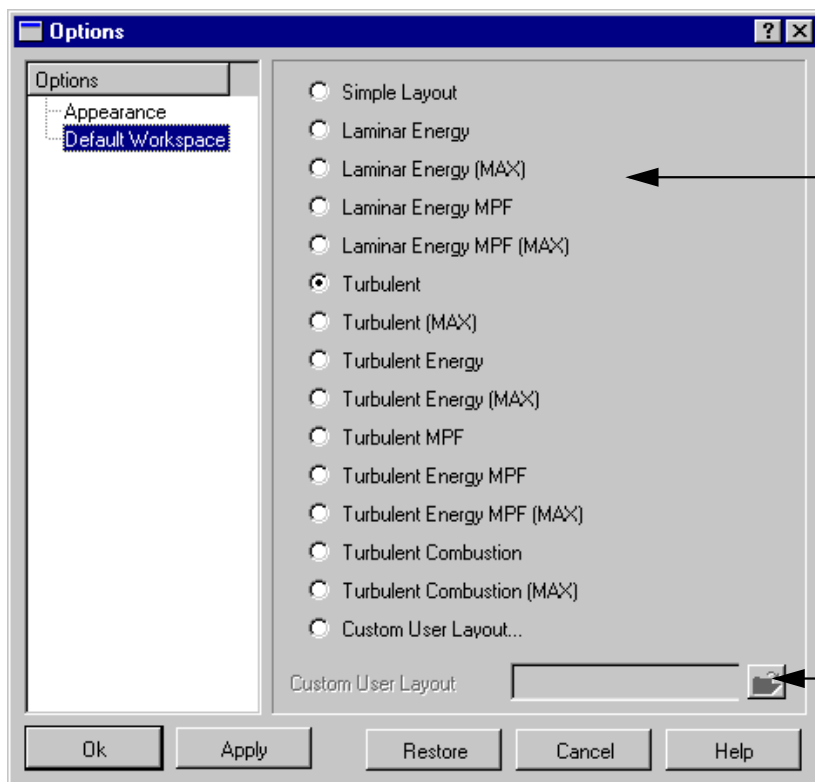 Options
Options
Appearance
Default Workspace
Simple Layout
Laminar Energy
Laminar Energy (MAX)
Laminar Energy MPF
Laminar Energy MPF (MAX)
Turbulent
Turbulent (MAX)
Turbulent Energy
Turbulent Energy (MAX)
Turbulent MPF
Turbulent Energy MPF
Turbulent Energy MPF (MAX)
Turbulent Combustion
Turbulent Combustion (MAX)
Custom User Layout...
Custom User Layout
Ok Apply Restore Cancel Help